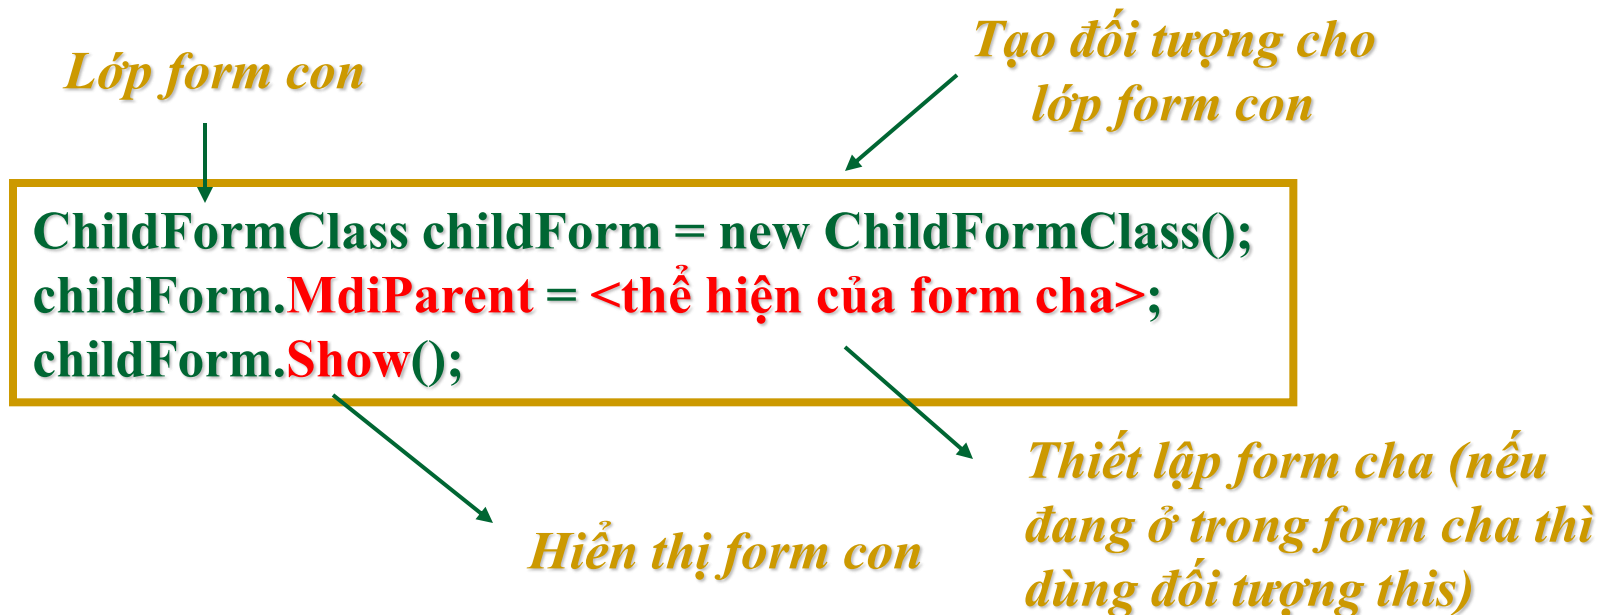 Lớp form con
Tạo đối tượng cho
lớp form con
ChildFormClass childForm = new ChildFormClass();
childForm.MdiParent = <thể hiện của form cha>;
childForm.Show();
Hiển thị form con
Thiết lập form cha (nếu
đang ở trong form cha thì
dùng đối tượng this)